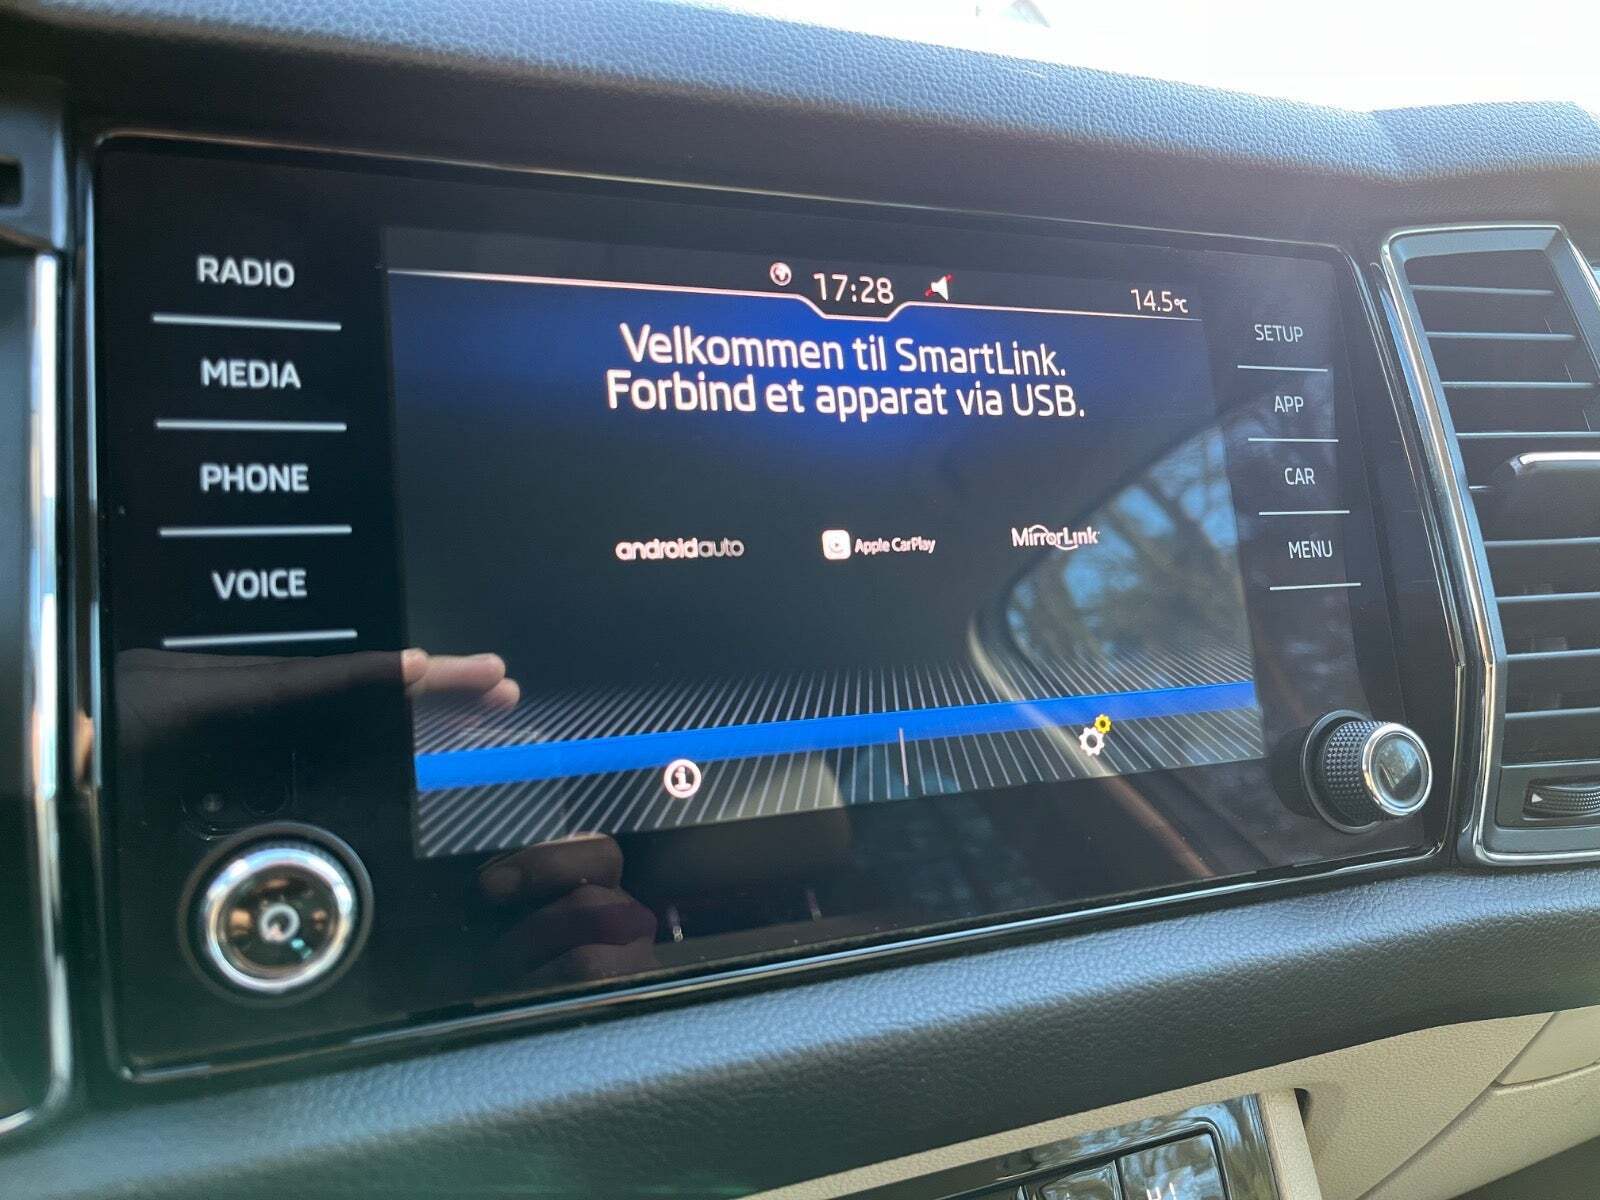 RADIO
MEDIA
PHONE
VOICE
17:28
14.5°C
Velkommen til SmartLink.
Forbind et apparat via USB.
androidauto
Apple CarPlay
MirrorLink
SETUP
APP
CAR
MENU